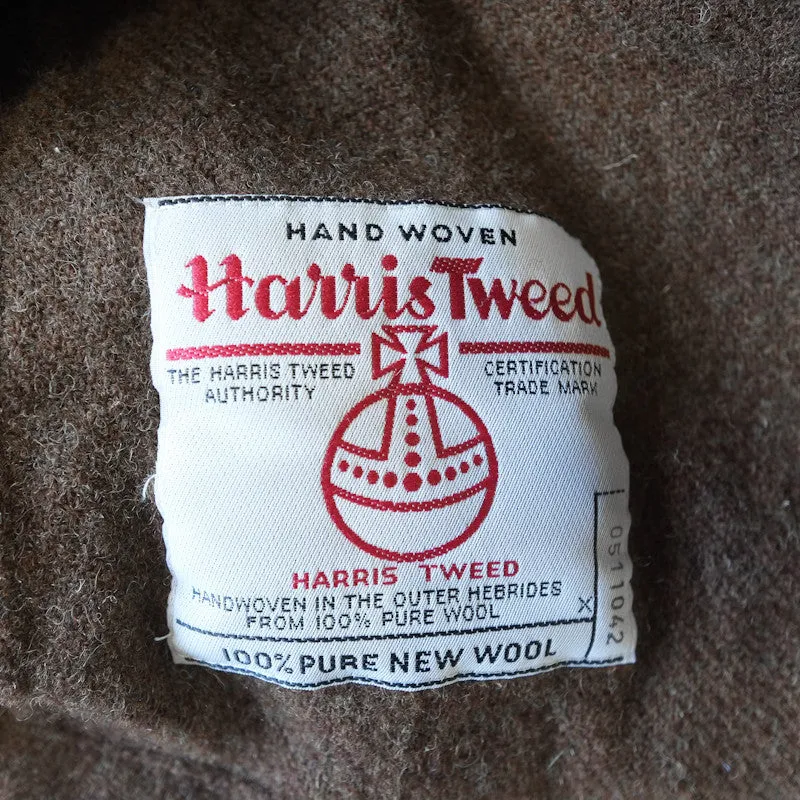 HAND WOVEN
Harris Tweed
THE HARRIS TWEED
AUTHORITY
CERTIFICATION
TRADE MARK
HARRIS TWEED
HANDWOVEN IN THE OUTER HEBRIDES
FROM 100% PURE WOOL
X
0511042
100% PURE NEW WOOL